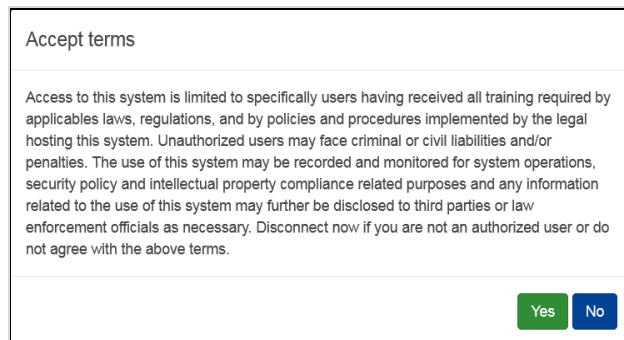 Accept terms
Access to this system is limited to specifically users having received all training required by
applicables laws, regulations, and by policies and procedures implemented by the legal
hosting this system. Unauthorized users may face criminal or civil liabilities and/or
penalties. The use of this system may be recorded and monitored for system operations,
security policy and intellectual property compliance related purposes and any information
related to the use of this system may further be disclosed to third parties or law
enforcement officials as necessary. Disconnect now if you are not an authorized user or do
not agree with the above terms.
Yes No